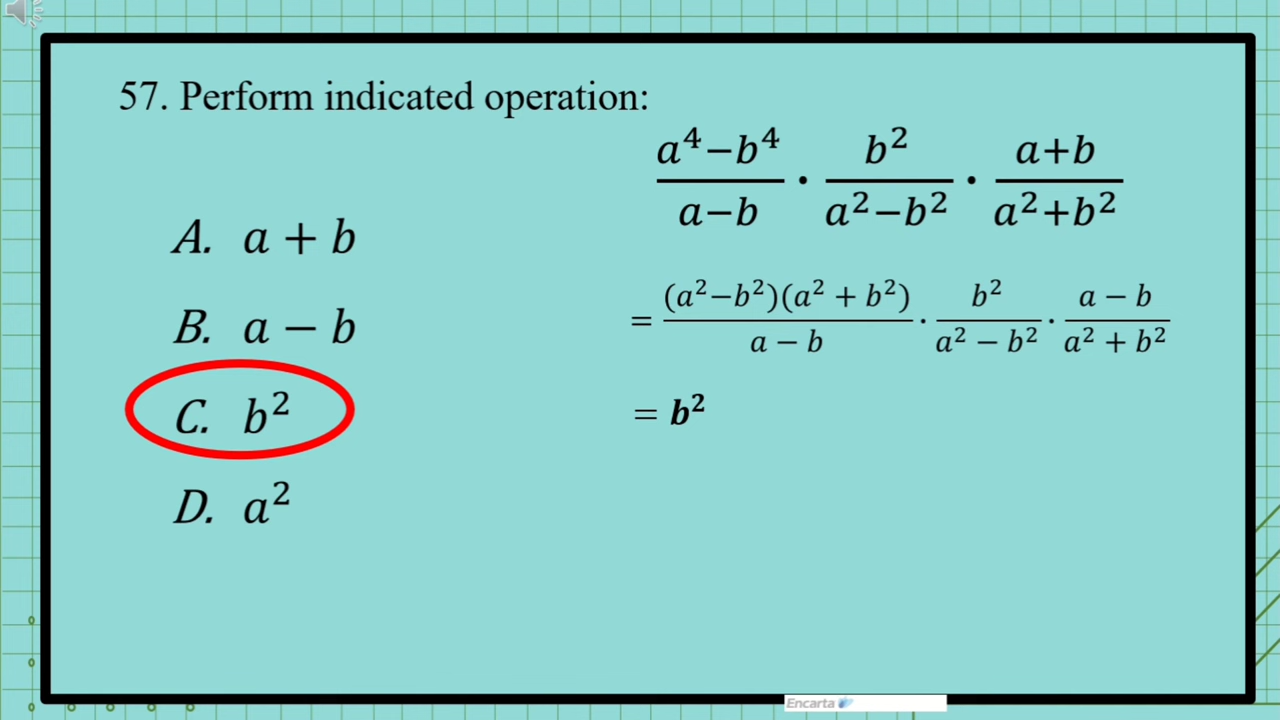 57. Perform indicated operation:
a⁴−b⁴/a−b · b²/a²−b² · a+b/a²+b²
A. a + b
= (a²−b²)(a² + b²)/a − b · b²/a² − b² · a − b/a² + b²
B. a − b
C. b²
= b²
D. a²
Encarta